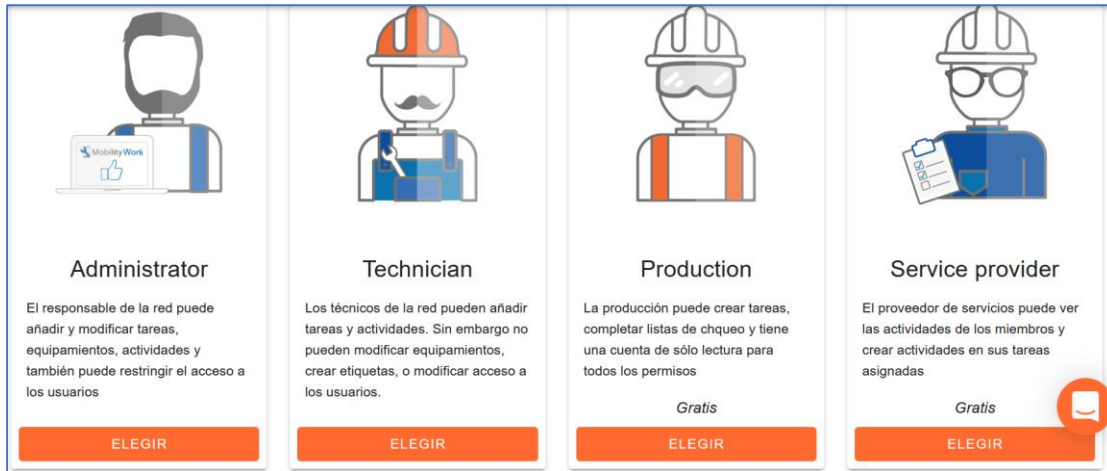 MobilityWork
Administrator
El responsable de la red puede
añadir y modificar tareas,
equipamientos, actividades y
también puede restringir el acceso a
los usuarios
ELEGIR
Technician
Los técnicos de la red pueden añadir
tareas y actividades. Sin embargo no
pueden modificar equipamientos,
crear etiquetas, o modificar acceso a
los usuarios.
ELEGIR
Production
La producción puede crear tareas,
completar listas de chqueo y tiene
una cuenta de sólo lectura para
todos los permisos
Gratis
ELEGIR
Service provider
El proveedor de servicios puede ver
las actividades de los miembros y
crear actividades en sus tareas
asignadas
Gratis
ELEGIR